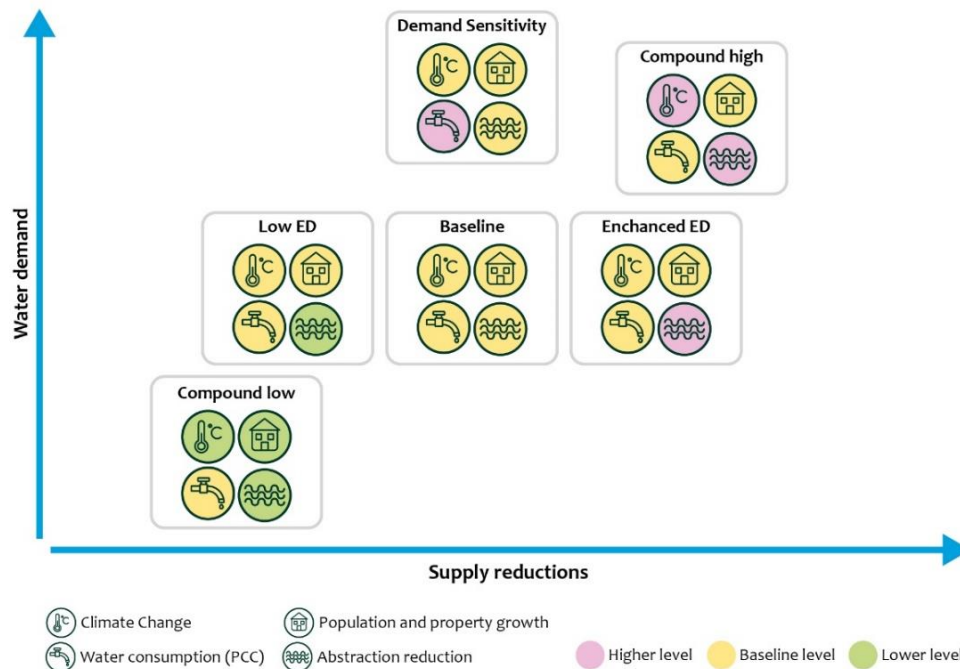 Demand Sensitivity
°C
Compound high
°C
Low ED
°C
Baseline
°C
Enchanced ED
°C
Compound low
°C
Water demand
Supply reductions
°C Climate Change
Population and property growth
Water consumption (PCC)
Abstraction reduction
Higher level
Baseline level
Lower level